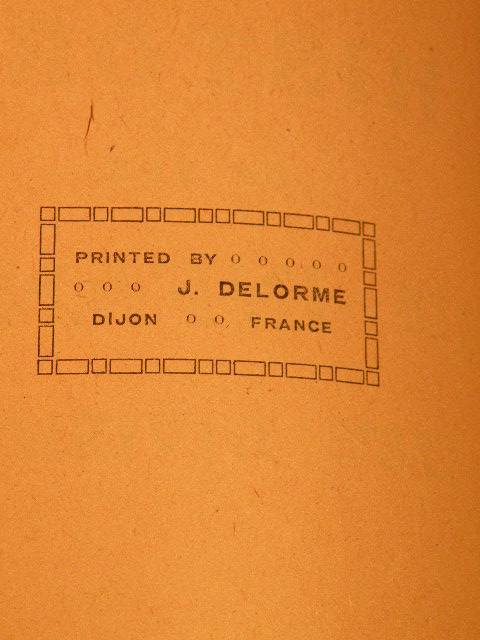 PRINTED BY o o o o o
o o o J. DELORME
DIJON o o FRANCE